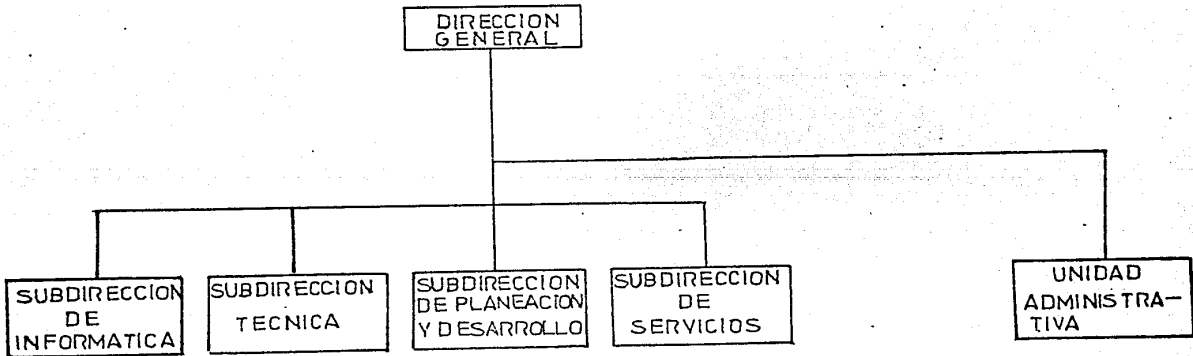 DIRECCION
GENERAL
SUBDIRECCION
DE
INFORMATICA
SUBDIRECCION
TECNICA
SUBDIRECCION
DE PLANEACION
Y DESARROLLO
SUBDIRECCION
DE
SERVICIOS
UNIDAD
ADMINISTRA-
TIVA